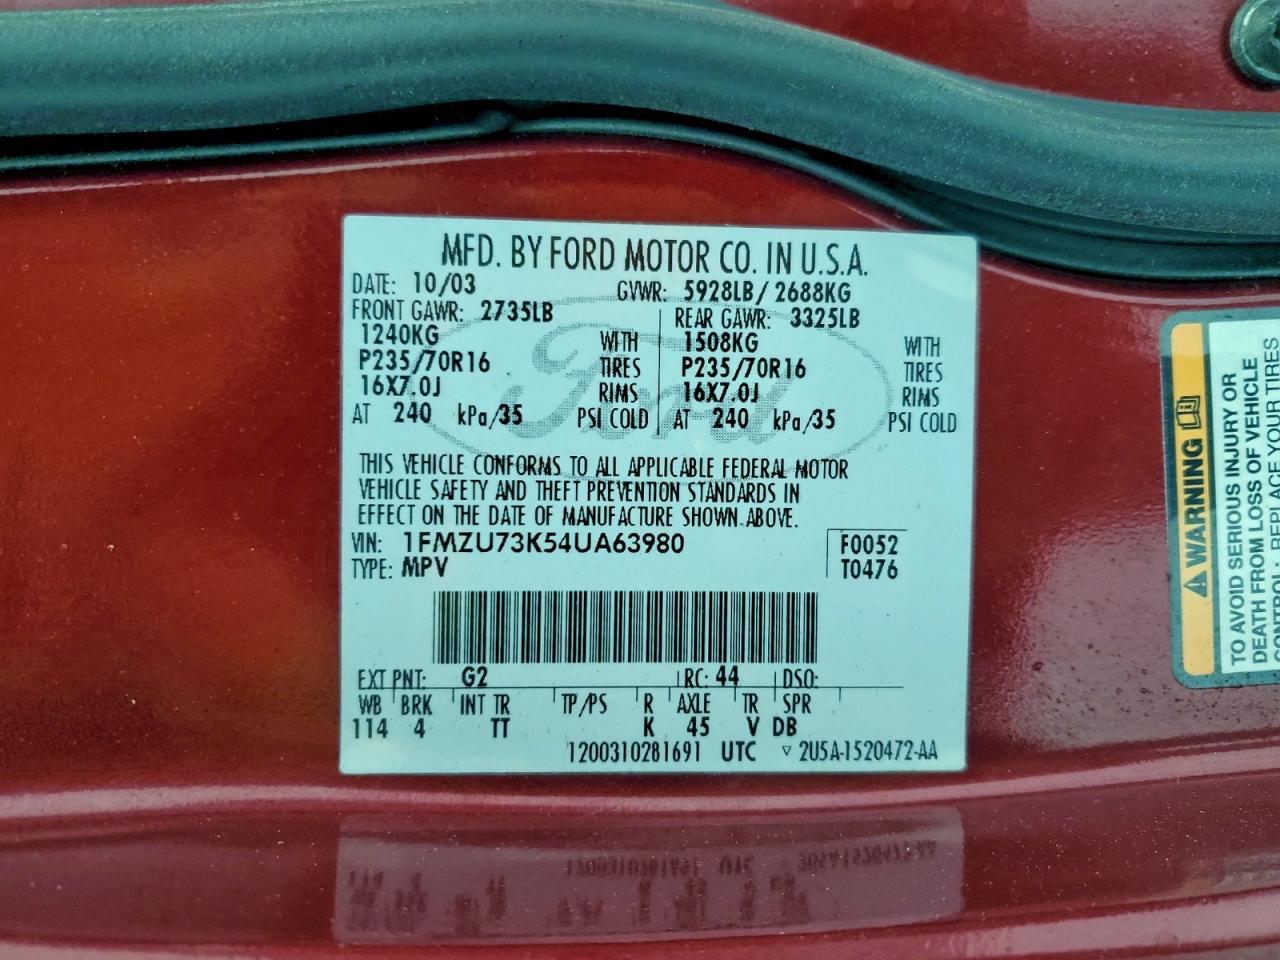 MFD. BY FORD MOTOR CO. IN U.S.A.
DATE: 10/03 GVWR: 5928LB/2688KG
FRONT GAWR: 2735LB REAR GAWR: 3325LB
1240KG WITH 1508KG WITH
P235/70R16 TIRES P235/70R16 TIRES
16X7.0J RIMS 16X7.0J RIMS
AT 240 kPa/35 PSI COLD AT 240 kPa/35 PSI COLD
Ford
THIS VEHICLE CONFORMS TO ALL APPLICABLE FEDERAL MOTOR
VEHICLE SAFETY AND THEFT PREVENTION STANDARDS IN
EFFECT ON THE DATE OF MANUFACTURE SHOWN ABOVE.
VIN: 1FMZU73K54UA63980 F0052
TYPE: MPV T0476
EXT PNT: G2 RC: 44 DSO:
WB BRK INT TR TP/PS R AXLE TR SPR
114 4 TT K 45 V DB
1200310281691 UTC ▽ 2U5A-1520472-AA
WARNING
TO AVOID SERIOUS INJURY OR
DEATH FROM LOSS OF VEHICLE
CONTROL - REPLACE YOUR TIRES